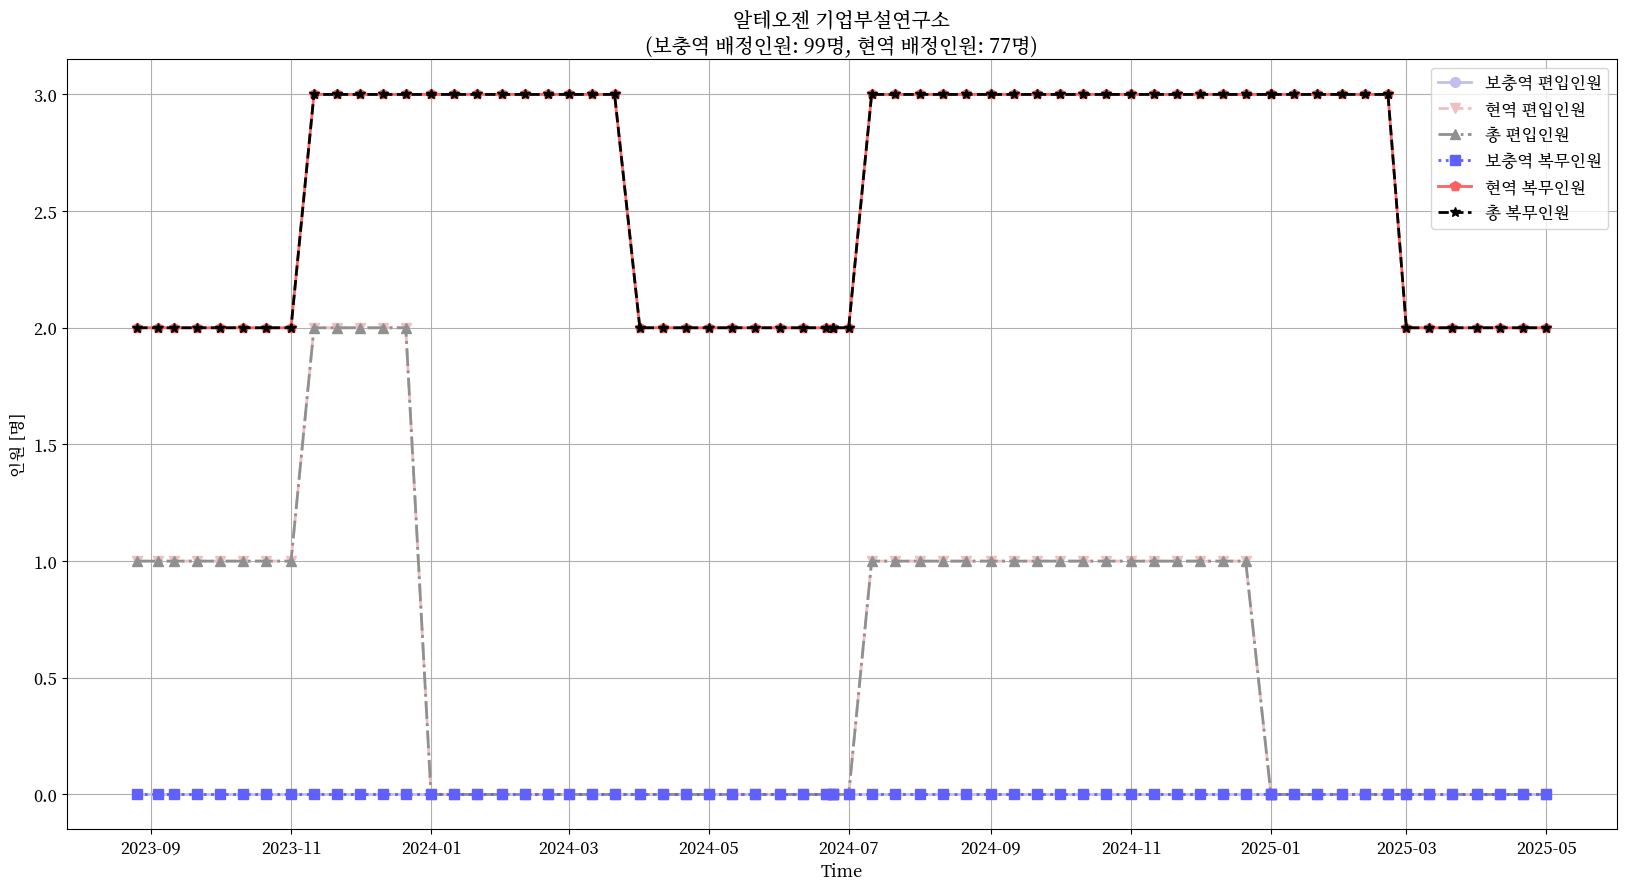 알테오젠 기업부설연구소
(보충역 배정인원: 99명, 현역 배정인원: 77명)
3.0
2.5
2.0
1.5
1.0
0.5
0.0
인원 [명]
보충역 편입인원
현역 편입인원
총 편입인원
보충역 복무인원
현역 복무인원
총 복무인원
2023-09 2023-11 2024-01 2024-03 2024-05 2024-07 2024-09 2024-11 2025-01 2025-03 2025-05
Time